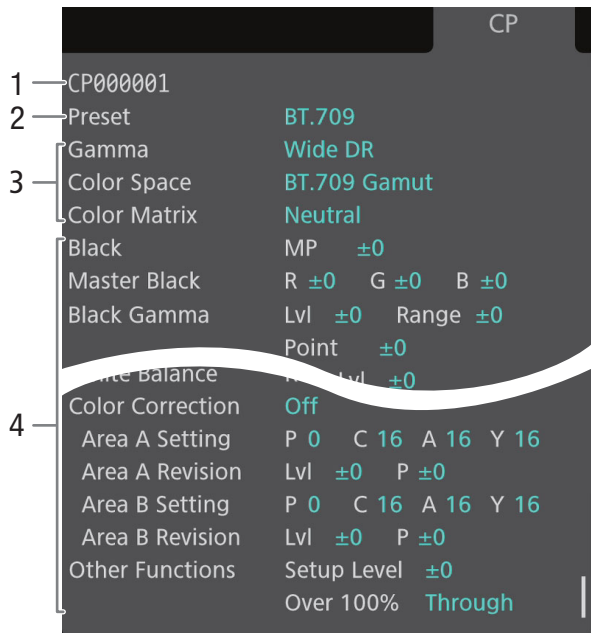 CP
1 CP000001
2 Preset BT.709
Gamma Wide DR
3 Color Space BT.709 Gamut
Color Matrix Neutral
Black MP ±0
Master Black R ±0 G ±0 B ±0
Black Gamma Lvl ±0 Range ±0
Point ±0
Balance ±0
Color Correction Off
4 Area A Setting P 0 C 16 A 16 Y 16
Area A Revision Lvl ±0 P ±0
Area B Setting P 0 C 16 A 16 Y 16
Area B Revision Lvl ±0 P ±0
Other Functions Setup Level ±0
Over 100% Through